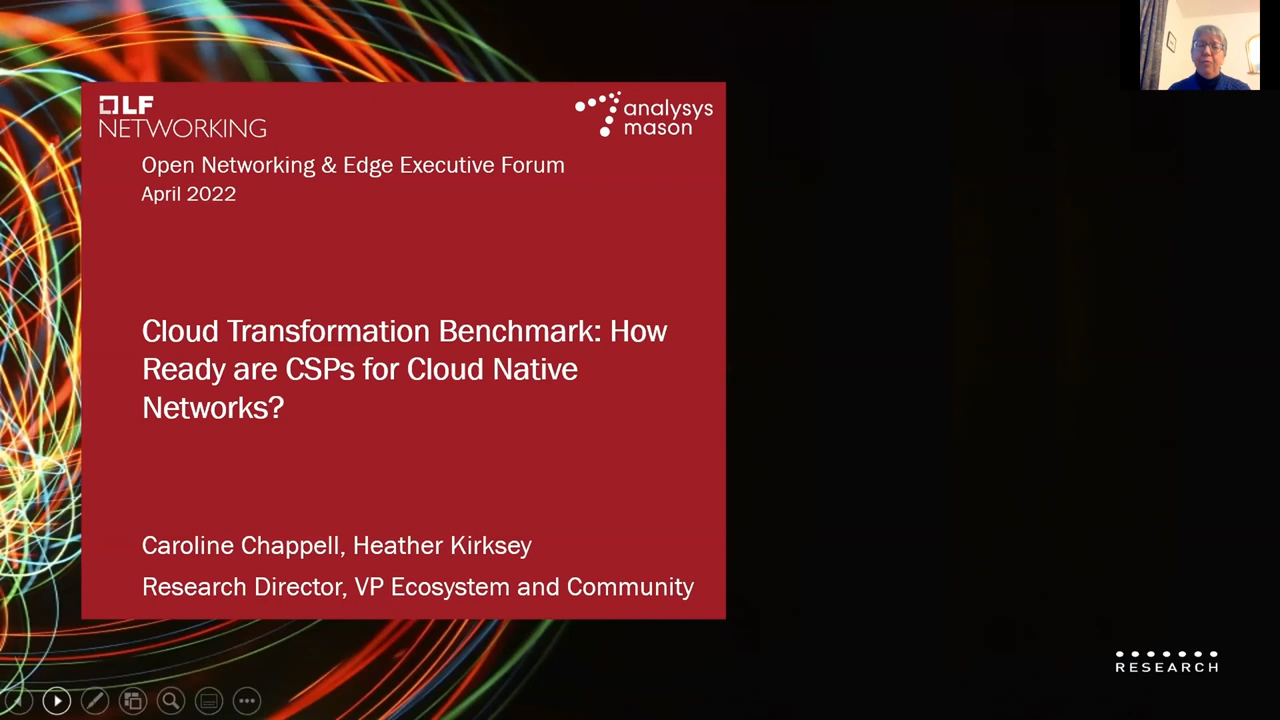 LF
NETWORKING
analysys
mason
Open Networking & Edge Executive Forum
April 2022
Cloud Transformation Benchmark: How
Ready are CSPs for Cloud Native
Networks?
Caroline Chappell, Heather Kirksey
Research Director, VP Ecosystem and Community
RESEARCH